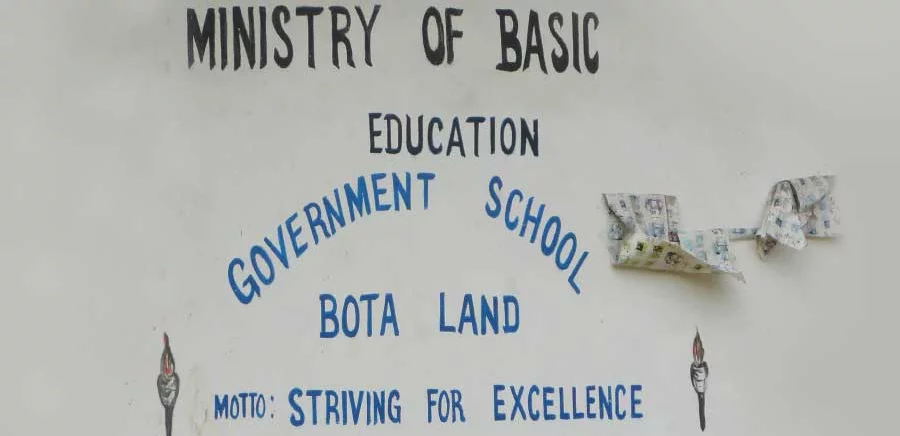 MINISTRY OF BASIC
EDUCATION
GOVERNMENT SCHOOL
BOTA LAND
MOTTO: STRIVING FOR EXCELLENCE